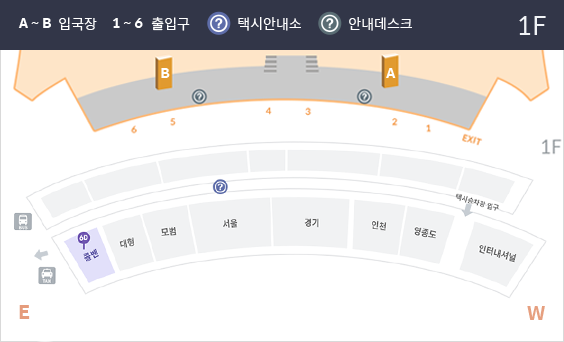 A ~ B 입국장 1 ~ 6 출입구 ? 택시안내소 ? 안내데스크 1F
B A
? ?
6 5 4 3 2 1 EXIT
1F
?
택시승차장 입구
6D
콜밴 대형 모범 서울 경기 인천 영종도 인터내셔널
TAXI
E W